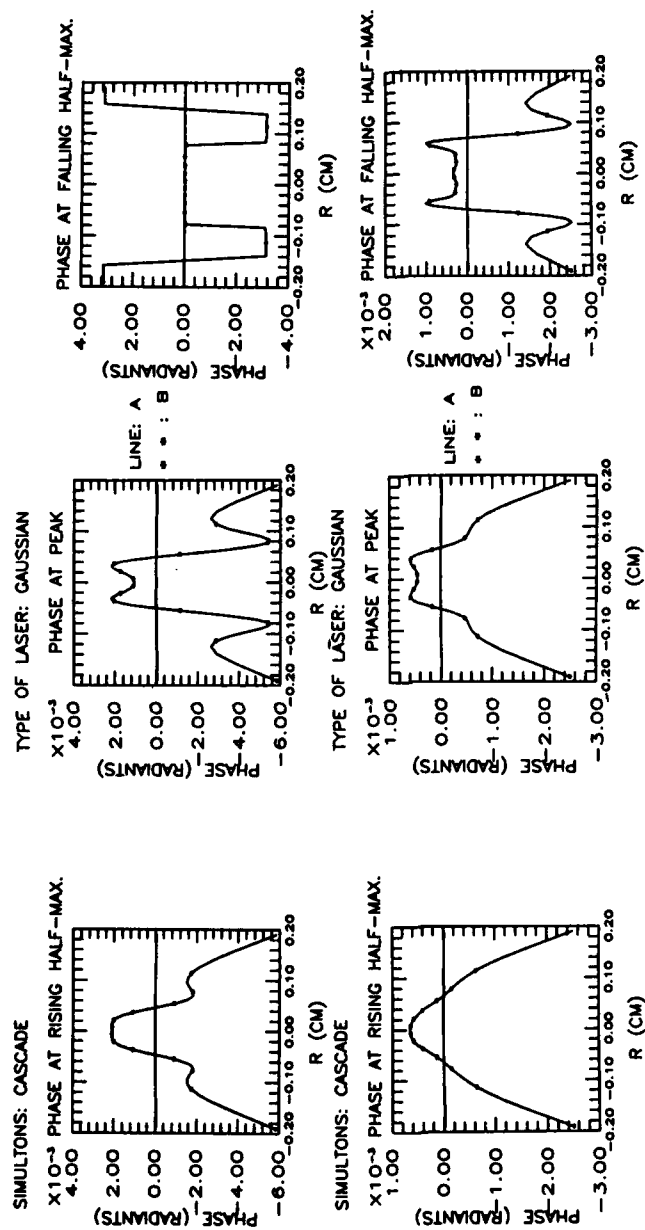 SIMULTONS: CASCADE
X10⁻³ PHASE AT RISING HALF-MAX.
4.00
2.00
0.00
-2.00
-4.00
-6.00
PHASE (RADIANTS)
-0.20 -0.10 0.00 0.10 0.20
R (CM)
TYPE OF LASER: GAUSSIAN
X10⁻³ PHASE AT PEAK
4.00
2.00
0.00
-2.00
-4.00
-6.00
PHASE (RADIANTS)
-0.20 -0.10 0.00 0.10 0.20
R (CM)
LINE: A
* * : B
PHASE AT FALLING HALF-MAX.
4.00
2.00
0.00
-2.00
-4.00
PHASE (RADIANTS)
-0.20 -0.10 0.00 0.10 0.20
R (CM)
SIMULTONS: CASCADE
X10⁻³ PHASE AT RISING HALF-MAX.
1.00
0.00
-1.00
-2.00
-3.00
PHASE (RADIANTS)
-0.20 -0.10 0.00 0.10 0.20
R (CM)
TYPE OF LASER: GAUSSIAN
X10⁻³ PHASE AT PEAK
1.00
0.00
-1.00
-2.00
-3.00
PHASE (RADIANTS)
-0.20 -0.10 0.00 0.10 0.20
R (CM)
LINE: A
* * : B
X10⁻³ PHASE AT FALLING HALF-MAX.
2.00
1.00
0.00
-1.00
-2.00
-3.00
PHASE (RADIANTS)
-0.20 -0.10 0.00 0.10 0.20
R (CM)